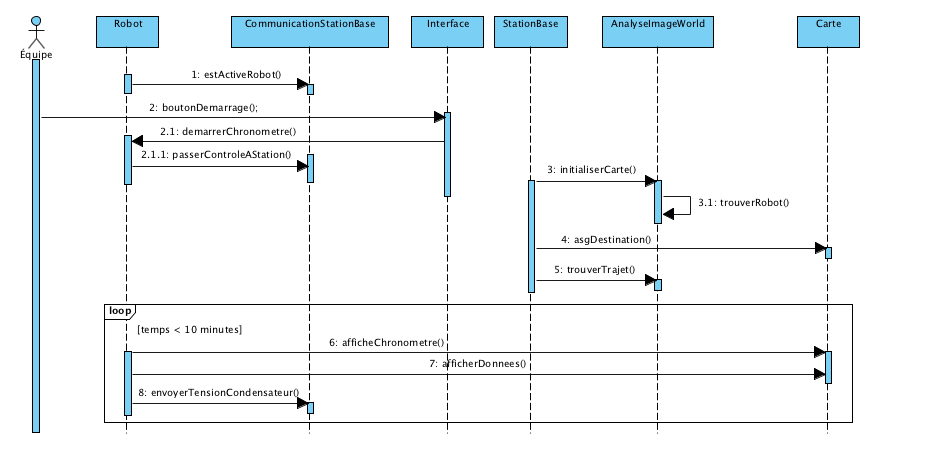 Robot
CommunicationStationBase
Interface
StationBase
AnalyseImageWorld
Carte
Équipe
1: estActiveRobot()
2: boutonDemarrage();
2.1: demarrerChronometre()
2.1.1: passerControleAStation()
3: initialiserCarte()
3.1: trouverRobot()
4: asgDestination()
5: trouverTrajet()
loop
[temps < 10 minutes]
6: afficheChronometre()
7: afficherDonnees()
8: envoyerTensionCondensateur()